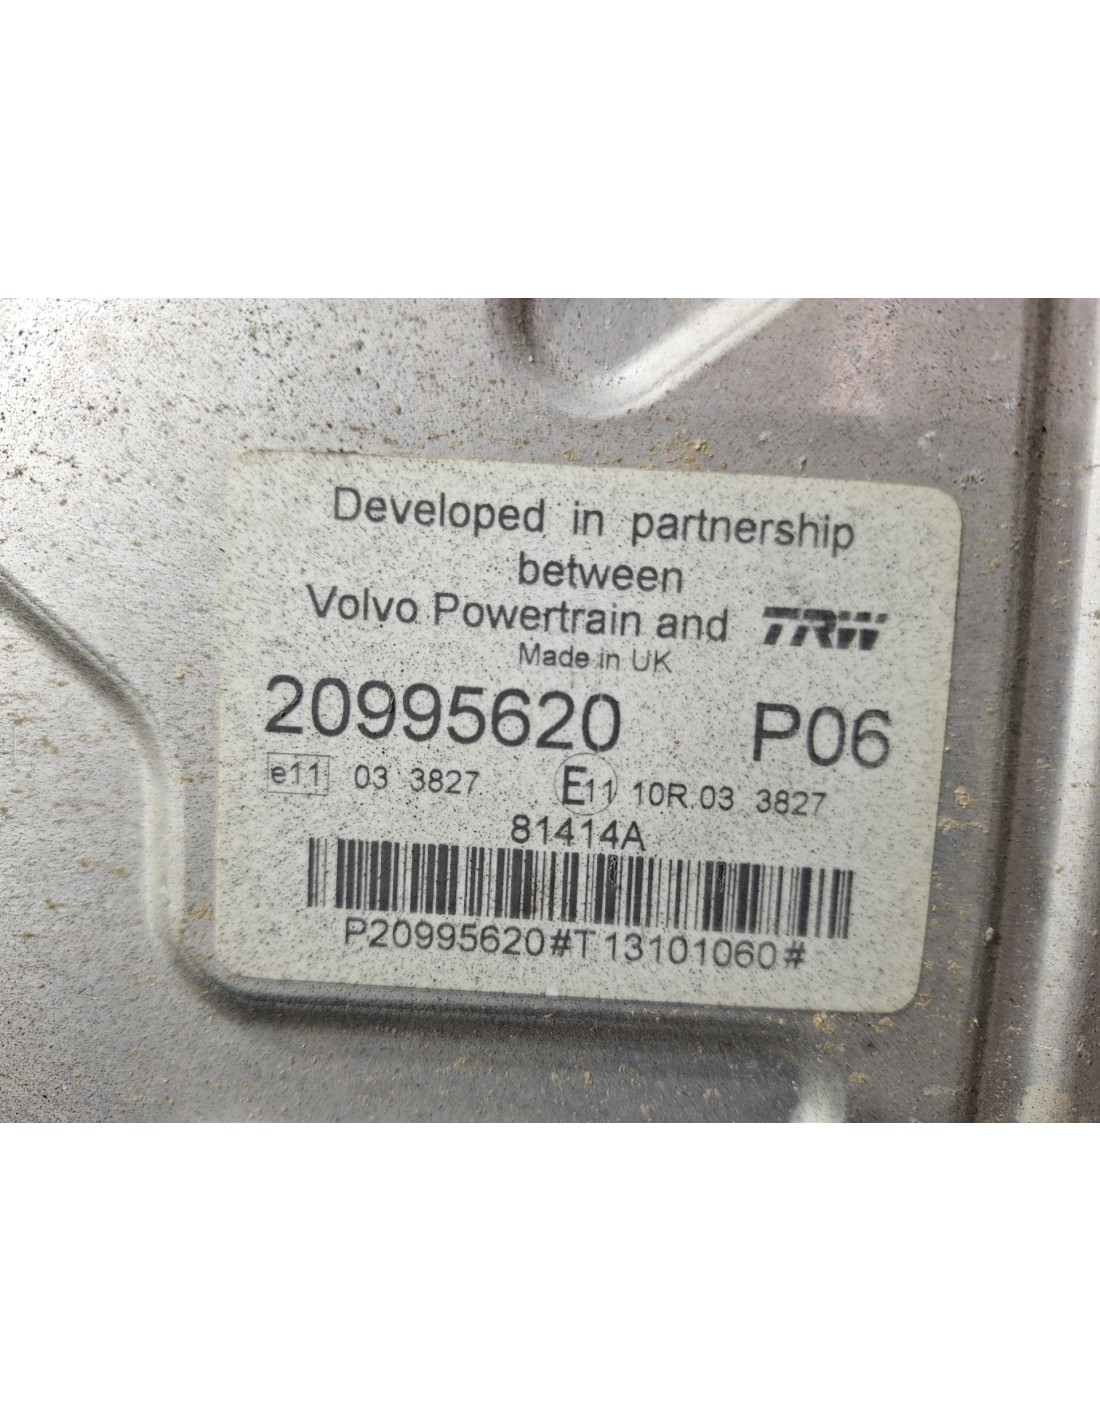 Developed in partnership
between
Volvo Powertrain and TRW
Made in UK
20995620 P06
e11 03 3827 E11 10R.03 3827
81414A
P20995620#T13101060#